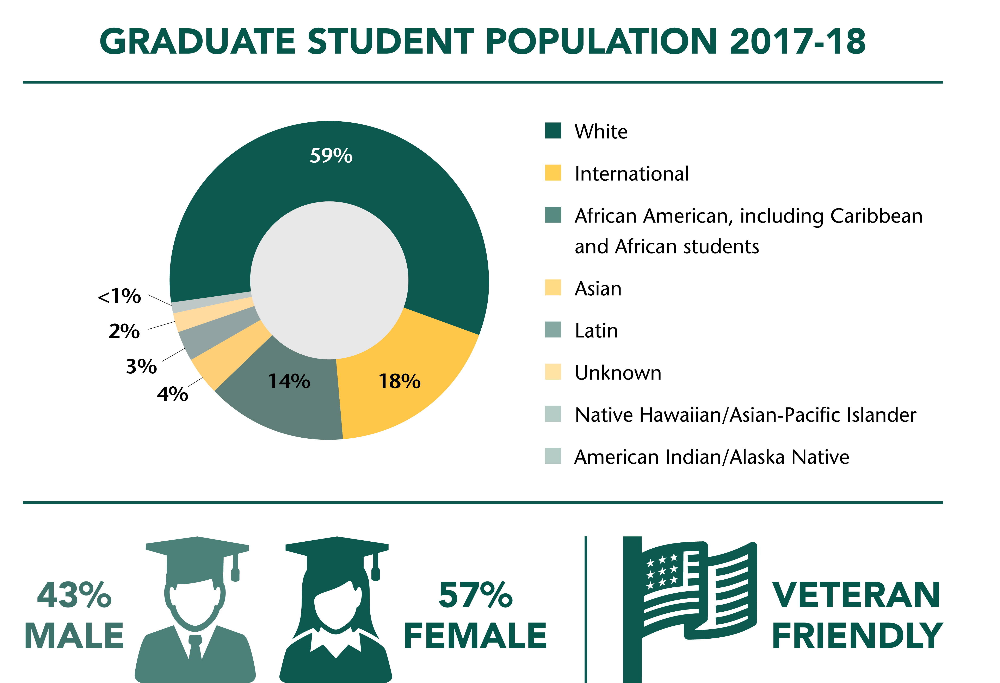 GRADUATE STUDENT POPULATION 2017-18
59%
<1%
2%
3%
4%
14%
18%
White
International
African American, including Caribbean
and African students
Asian
Latin
Unknown
Native Hawaiian/Asian-Pacific Islander
American Indian/Alaska Native
43%
MALE
57%
FEMALE
VETERAN
FRIENDLY